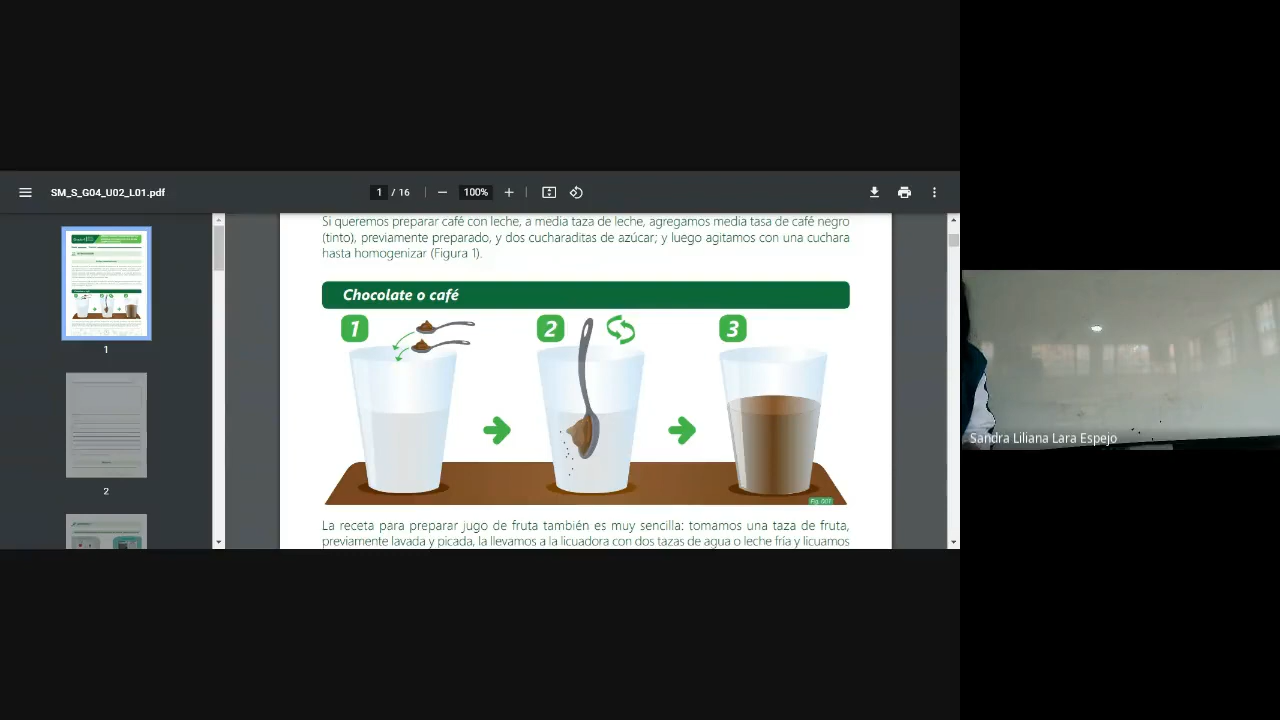 SM_S_G04_U02_L01.pdf
1 / 16
100%
Si queremos preparar café con leche, a media taza de leche, agregamos media tasa de café negro
(tinto), previamente preparado, y dos cucharaditas de azúcar; y luego agitamos con una cuchara
hasta homogenizar (Figura 1).
Chocolate o café
1
2
3
Fig. 001
La receta para preparar jugo de fruta también es muy sencilla: tomamos una taza de fruta,
previamente lavada y picada, la llevamos a la licuadora con dos tazas de agua o leche fría y licuamos
1
2
Sandra Liliana Lara Espejo